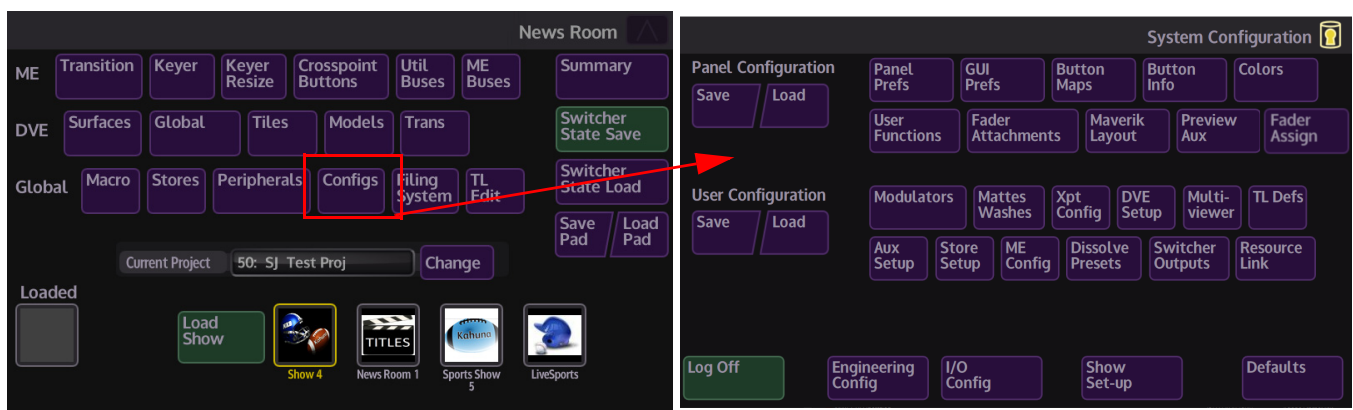 News Room
ME
Transition
Keyer
Keyer
Resize
Crosspoint
Buttons
Util
Buses
ME
Buses
Summary
DVE
Surfaces
Global
Tiles
Models
Trans
Switcher
State Save
Global
Macro
Stores
Peripherals
Configs
Filing
System
TL
Edit
Switcher
State Load
Save
Pad
Load
Pad
Current Project
50: SJ Test Proj
Change
Loaded
Load
Show
TITLES
Kahuna
Show 4
News Room 1
Sports Show
5
LiveSports
System Configuration
Panel Configuration
Save
Load
Panel
Prefs
GUI
Prefs
Button
Maps
Button
Info
Colors
User
Functions
Fader
Attachments
Maverik
Layout
Preview
Aux
Fader
Assign
User Configuration
Save
Load
Modulators
Mattes
Washes
Xpt
Config
DVE
Setup
Multi-
viewer
TL Defs
Aux
Setup
Store
Setup
ME
Config
Dissolve
Presets
Switcher
Outputs
Resource
Link
Log Off
Engineering
Config
I/O
Config
Show
Set-up
Defaults